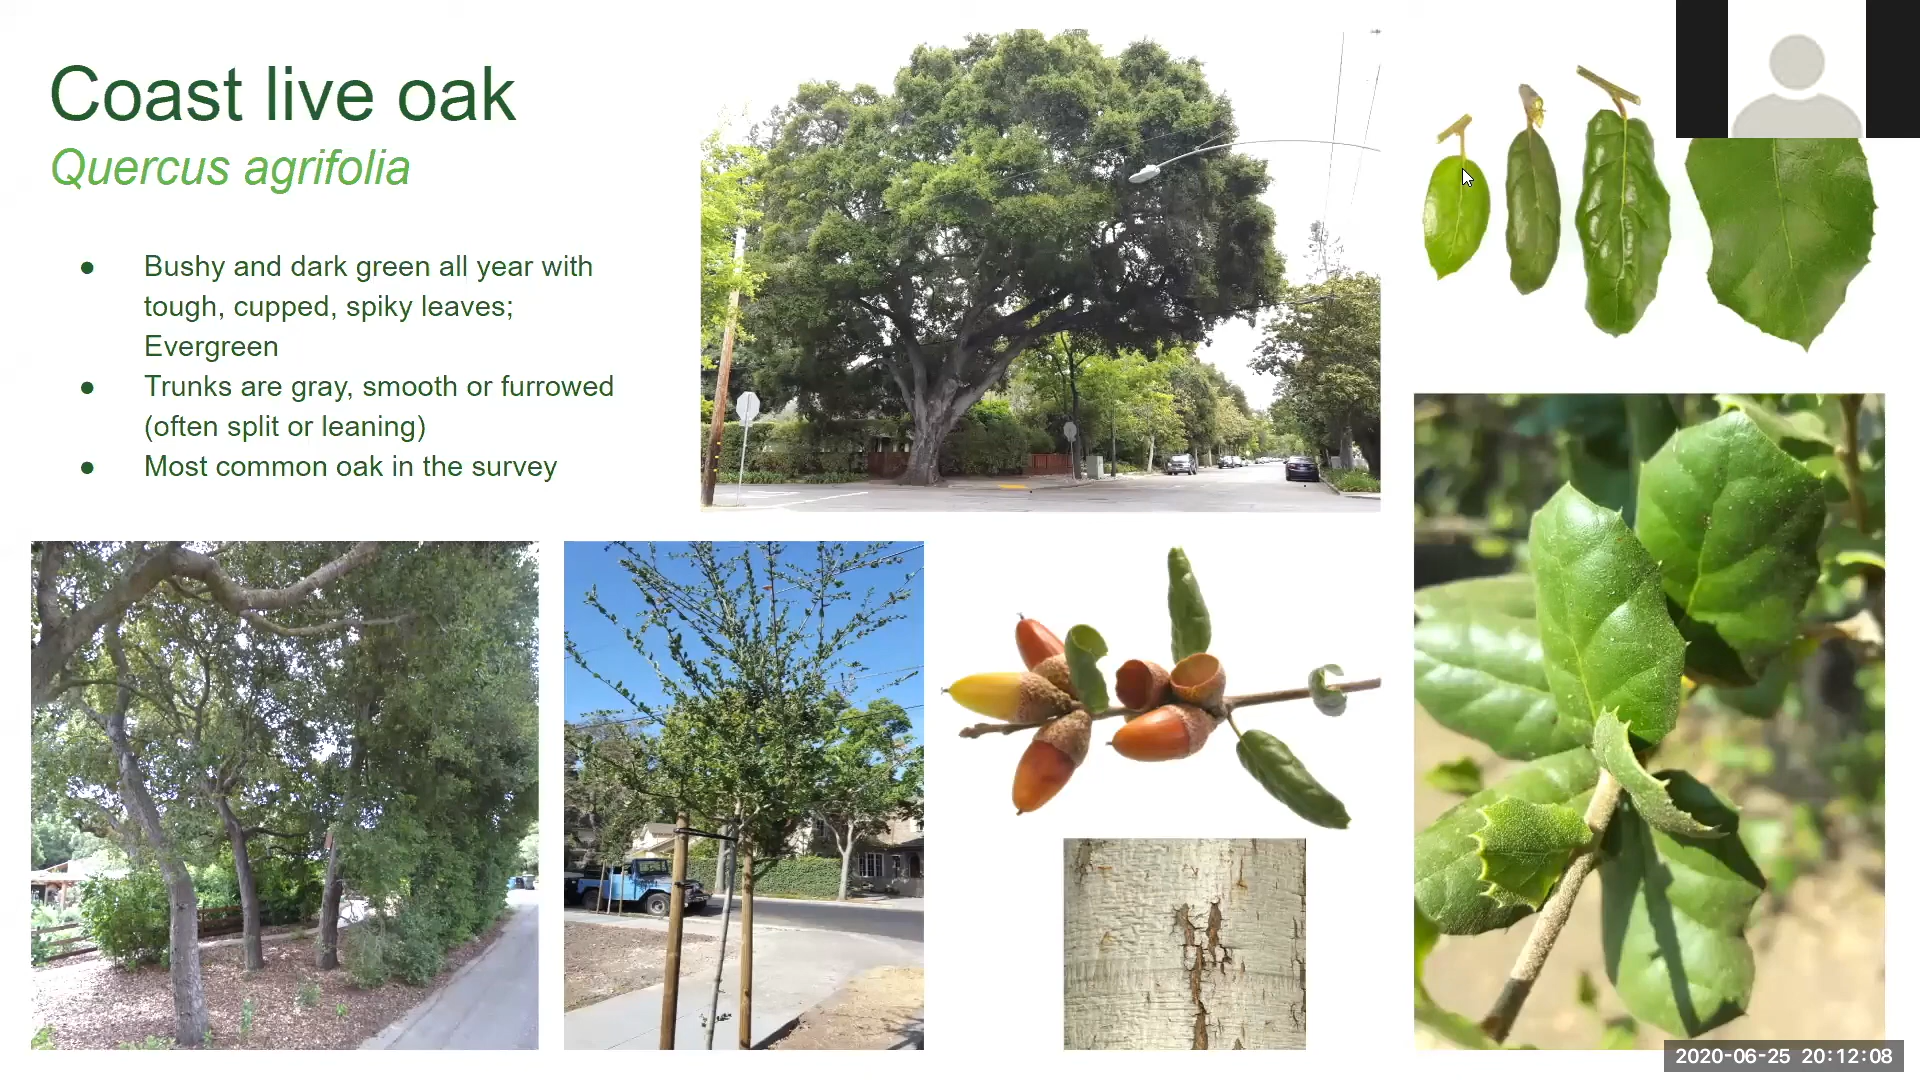 Coast live oak
Quercus agrifolia
● Bushy and dark green all year with
tough, cupped, spiky leaves;
Evergreen
● Trunks are gray, smooth or furrowed
(often split or leaning)
● Most common oak in the survey
2020-06-25 20:12:08